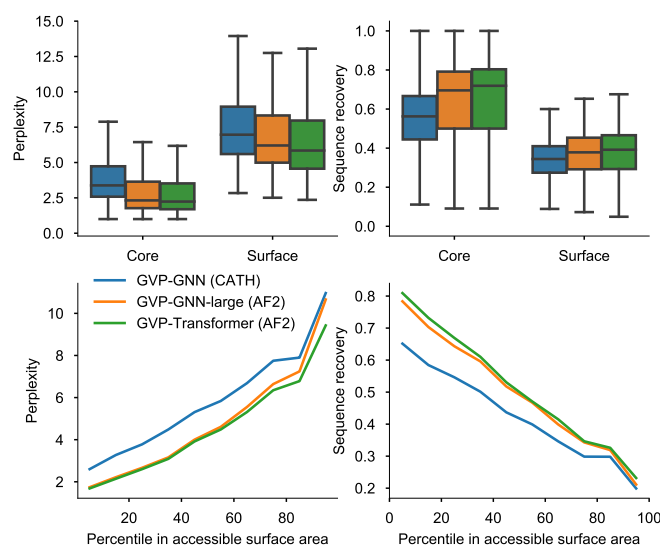 15.0
12.5
10.0
7.5
5.0
2.5
0.0
Perplexity
Core
Surface
1.0
0.8
0.6
0.4
0.2
0.0
Sequence recovery
Core
Surface
GVP-GNN (CATH)
GVP-GNN-large (AF2)
GVP-Transformer (AF2)
10
8
6
4
2
Perplexity
20
40
60
80
Percentile in accessible surface area
0.8
0.7
0.6
0.5
0.4
0.3
0.2
Sequence recovery
0
20
40
60
80
100
Percentile in accessible surface area